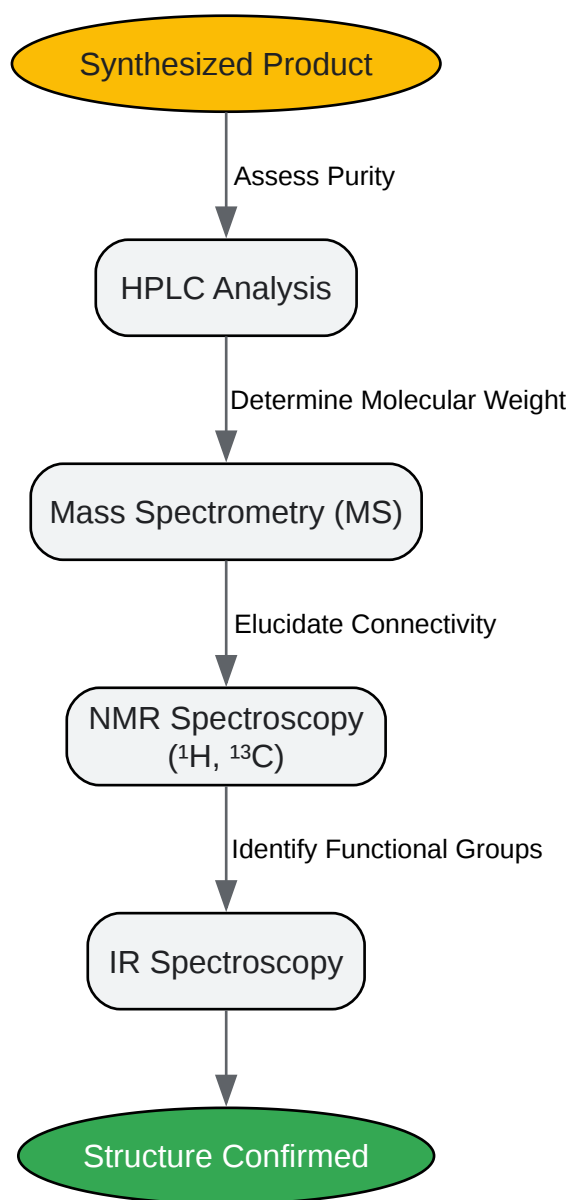 Synthesized Product
Assess Purity
HPLC Analysis
Determine Molecular Weight
Mass Spectrometry (MS)
Elucidate Connectivity
NMR Spectroscopy
(¹H, ¹³C)
Identify Functional Groups
IR Spectroscopy
Structure Confirmed